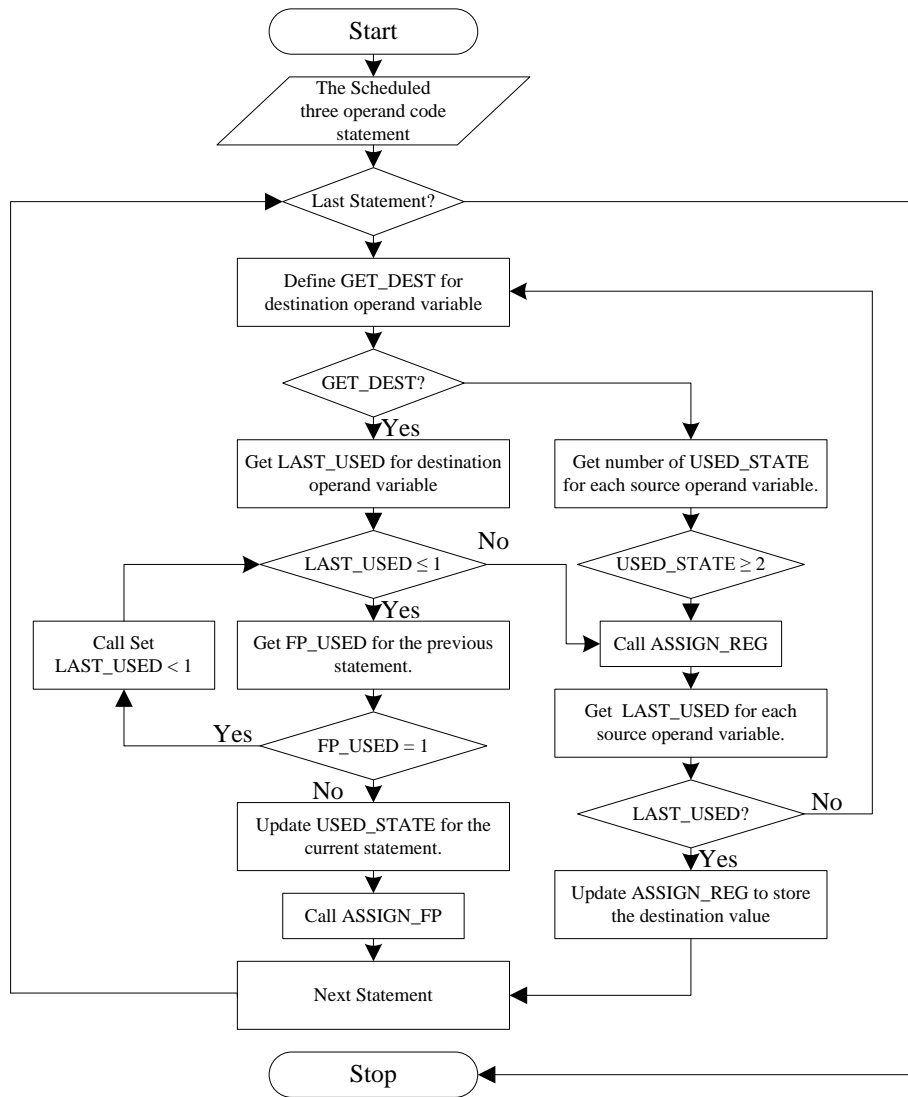 Start
The Scheduled
three operand code
statement
Last Statement?
Define GET_DEST for
destination operand variable
GET_DEST?
Yes
Get LAST_USED for destination
operand variable
Get number of USED_STATE
for each source operand variable.
LAST_USED ≤ 1
No
USED_STATE ≥ 2
Yes
Call Set
LAST_USED < 1
Get FP_USED for the previous
statement.
Call ASSIGN_REG
Get LAST_USED for each
source operand variable.
Yes
FP_USED = 1
No
LAST_USED?
No
Yes
Update USED_STATE for the
current statement.
Update ASSIGN_REG to store
the destination value
Call ASSIGN_FP
Next Statement
Stop